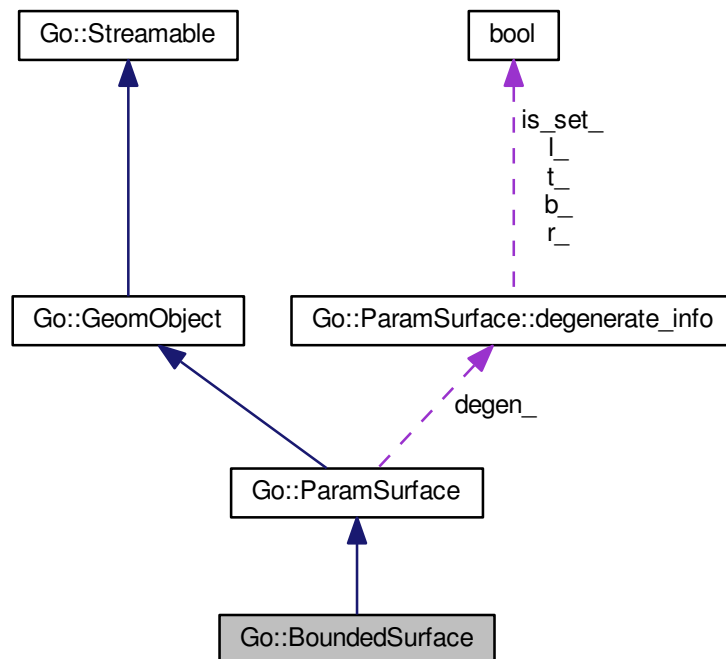 Go::Streamable
bool
is_set_
l_
t_
b_
r_
Go::GeomObject
Go::ParamSurface::degenerate_info
degen_
Go::ParamSurface
Go::BoundedSurface